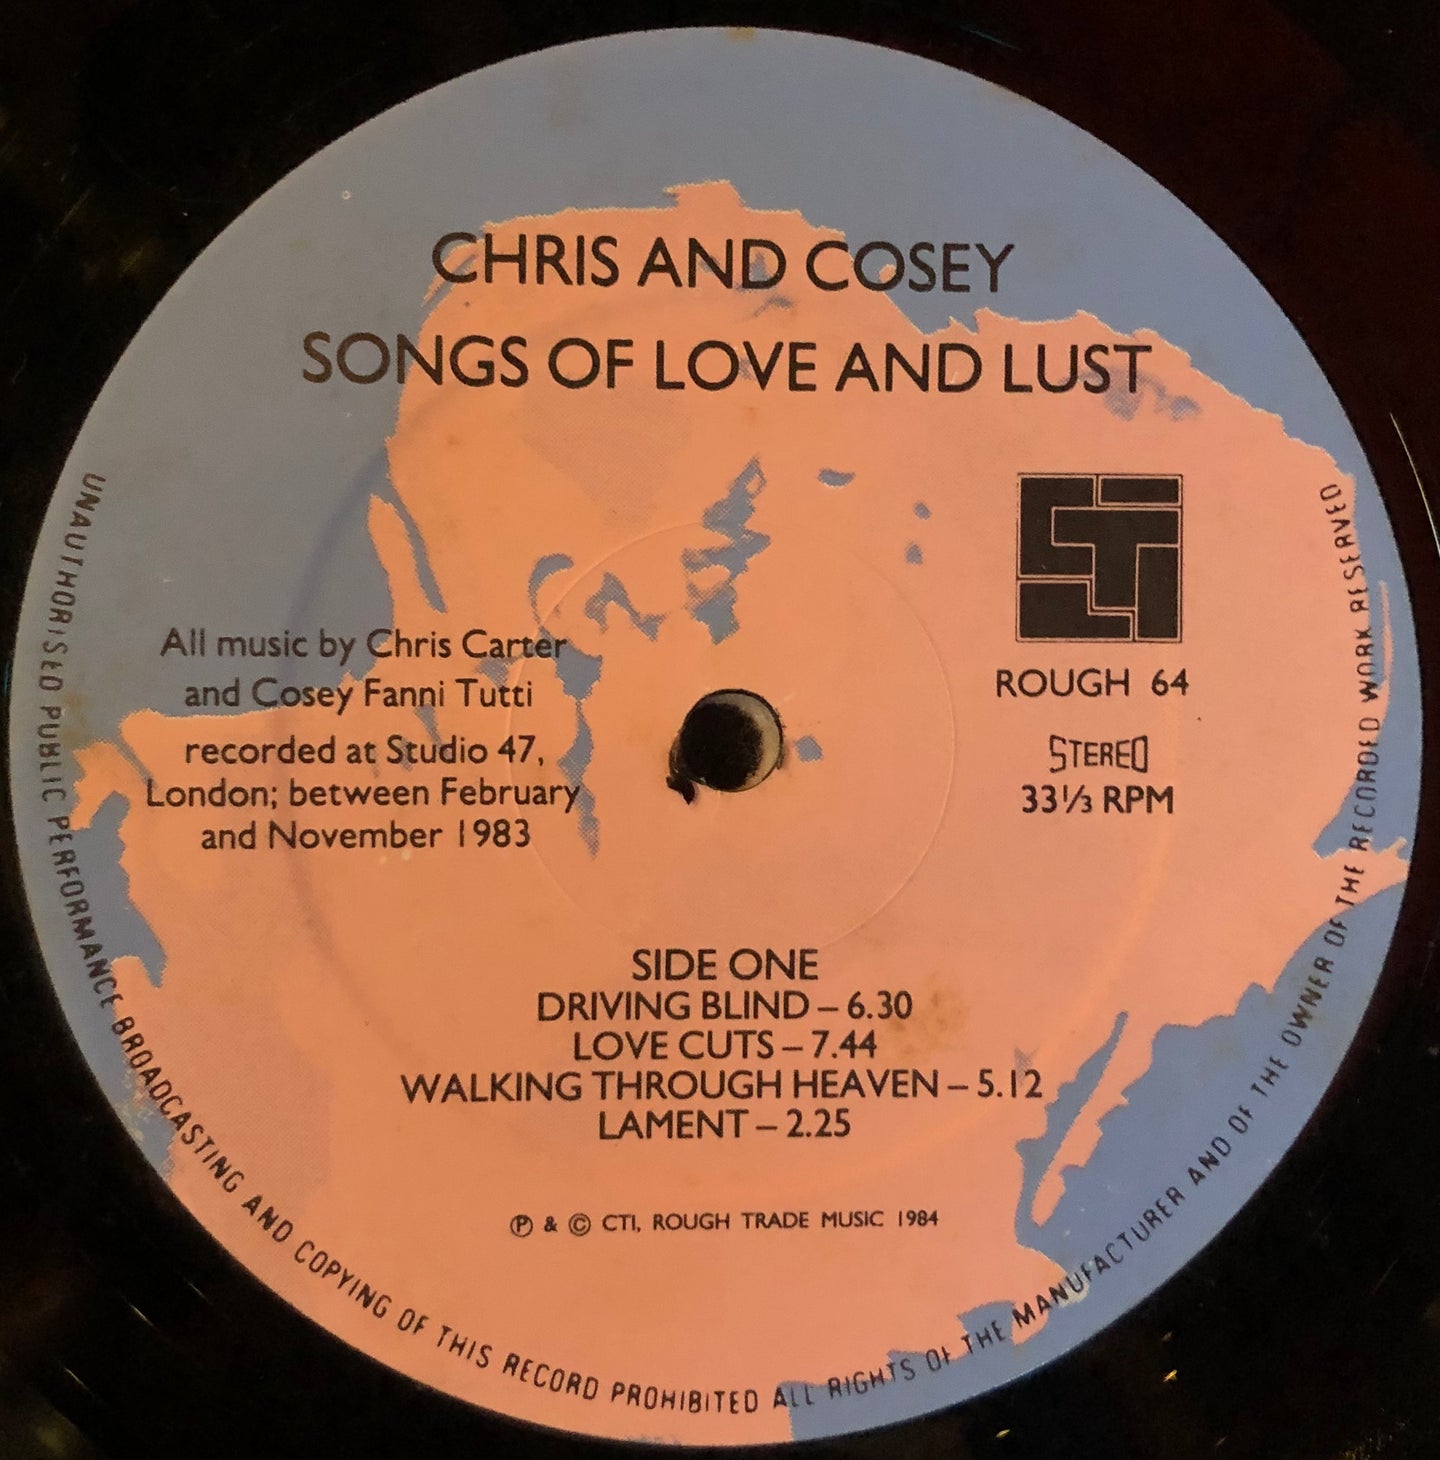 CHRIS AND COSEY
SONGS OF LOVE AND LUST
CTI
ROUGH 64
STEREO
33⅓ RPM
All music by Chris Carter
and Cosey Fanni Tutti
recorded at Studio 47,
London; between February
and November 1983
SIDE ONE
DRIVING BLIND – 6.30
LOVE CUTS – 7.44
WALKING THROUGH HEAVEN – 5.12
LAMENT – 2.25
Ⓟ & © CTI, ROUGH TRADE MUSIC 1984
UNAUTHORISED PUBLIC PERFORMANCE BROADCASTING AND COPYING OF THIS RECORD PROHIBITED ALL RIGHTS OF THE MANUFACTURER AND OF THE OWNER OF THE RECORDED WORK RESERVED